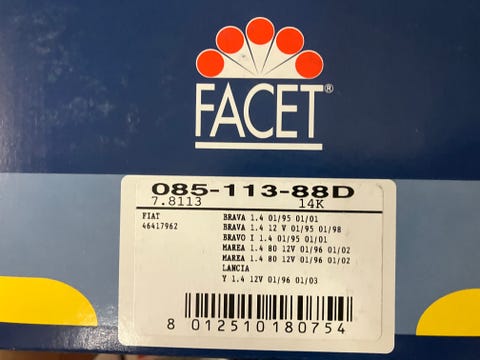 FACET®
085-113-88D
7.8113 14K
FIAT BRAVA 1.4 01/95 01/01
46417962 BRAVA 1.4 12 V 01/95 01/98
BRAVO I 1.4 01/95 01/01
MAREA 1.4 80 12V 01/96 01/02
MAREA 1.4 80 12V 01/96 01/02
LANCIA
Y 1.4 12V 01/96 01/03
8 012510 180754